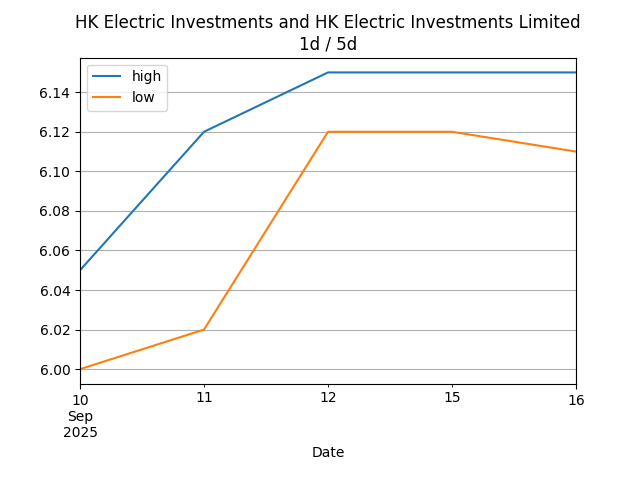 HK Electric Investments and HK Electric Investments Limited
1d / 5d
high
low
6.14
6.12
6.10
6.08
6.06
6.04
6.02
6.00
10 11 12 15 16
Sep
2025
Date